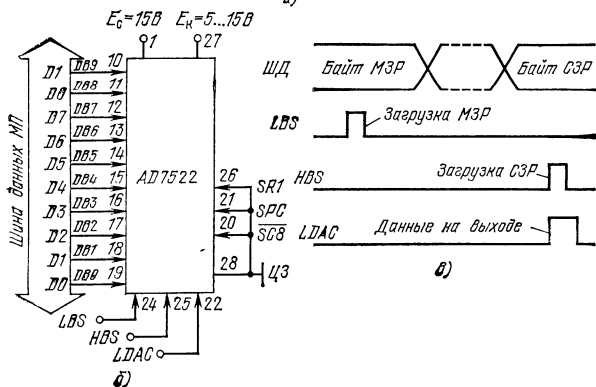 а)
Eс=15В Eк=5...15В
1 27
Шина данных МП
D1 DB9 10
D0 DB8 11
D7 DB7 12
D6 DB6 13
D5 DB5 14
D4 DB4 15
D3 DB3 16
D2 DB2 17
D1 DB1 18
D0 DB0 19
AD7522
26 SR1
21 SPC
20 SC8
28 ЦЗ
24 25 22
LBS
HBS
LDAC
б)
ШД Байт МЗР Байт СЗР
LBS Загрузка МЗР
HBS Загрузка СЗР
LDAC Данные на выходе
в)